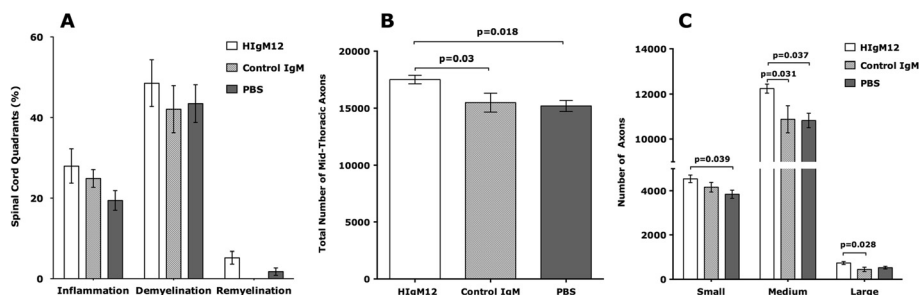 A
Spinal Cord Quadrants (%)
60
40
20
0
HIgM12
Control IgM
PBS
Inflammation
Demyelination
Remyelination
B
Total Number of Mid-Thoracic Axons
20000
15000
10000
5000
0
p=0.018
p=0.03
HIgM12
Control IgM
PBS
C
Number of Axons
12000
10000
4000
2000
0
HIgM12
Control IgM
PBS
p=0.037
p=0.031
p=0.039
p=0.028
Small
Medium
Large